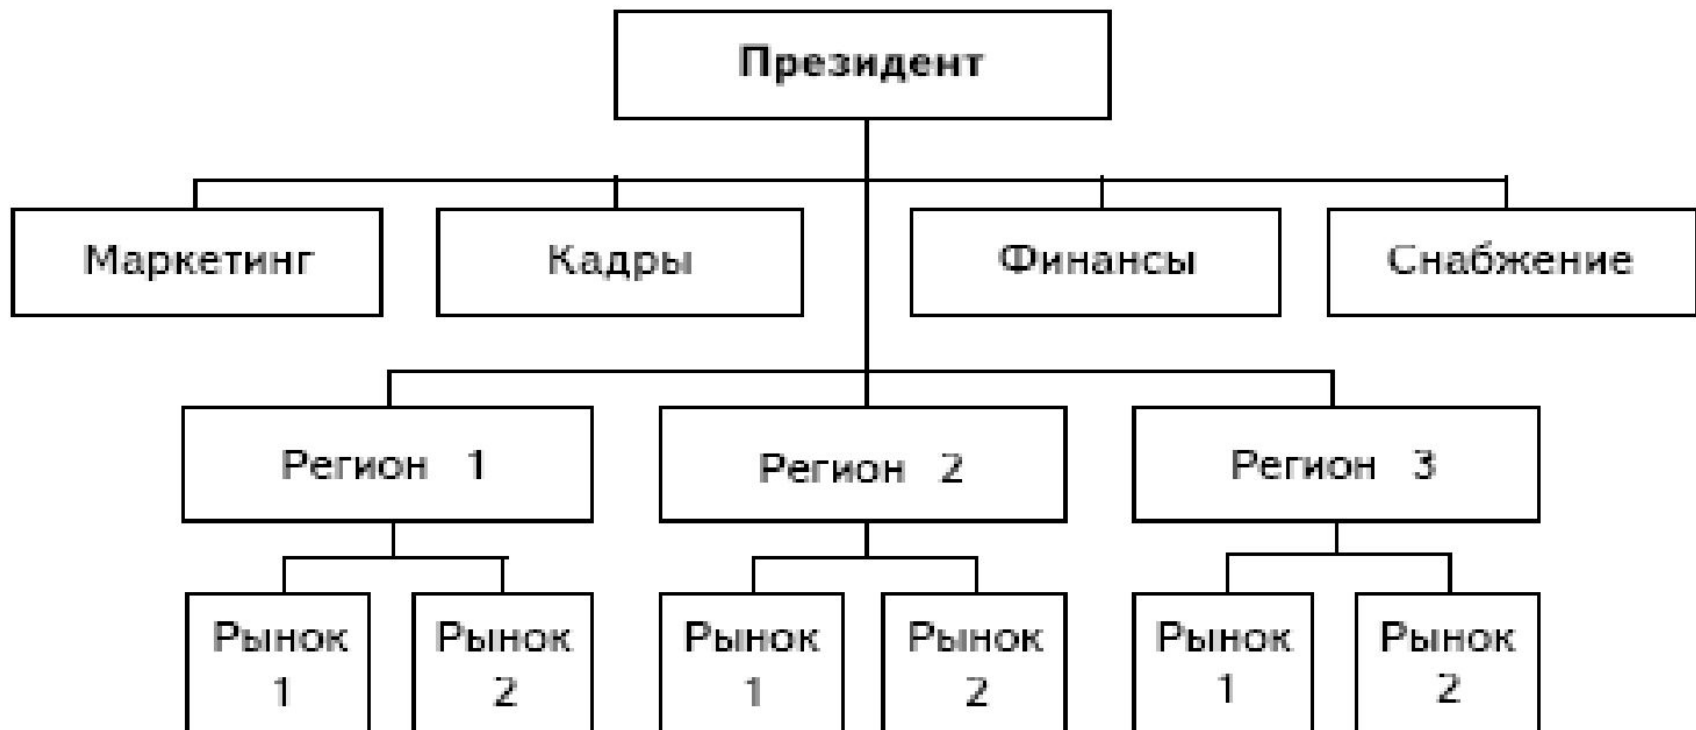 Президент
Маркетинг
Кадры
Финансы
Снабжение
Регион 1
Регион 2
Регион 3
Рынок
1
Рынок
2
Рынок
1
Рынок
2
Рынок
1
Рынок
2